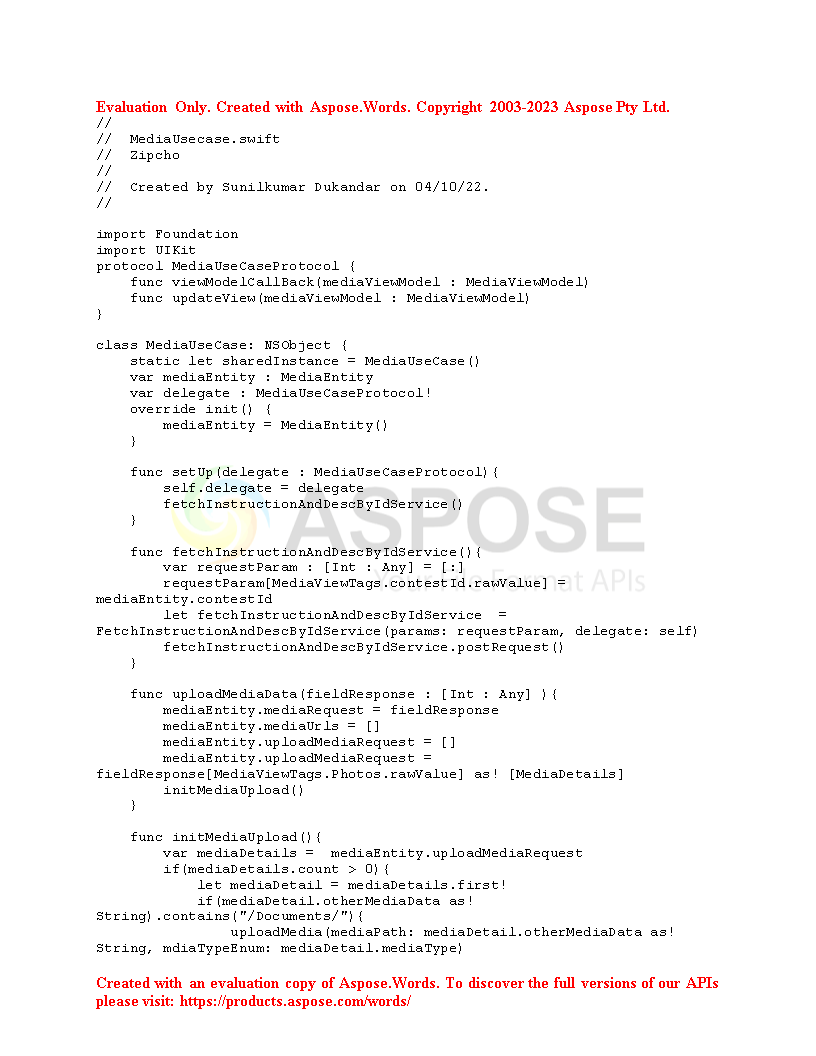 Evaluation Only. Created with Aspose.Words. Copyright 2003-2023 Aspose Pty Ltd.
//
//  MediaUsecase.swift
//  Zipcho
//
//  Created by Sunilkumar Dukandar on 04/10/22.
//

import Foundation
import UIKit
protocol MediaUseCaseProtocol {
    func viewModelCallBack(mediaViewModel : MediaViewModel)
    func updateView(mediaViewModel : MediaViewModel)
}

class MediaUseCase: NSObject {
    static let sharedInstance = MediaUseCase()
    var mediaEntity : MediaEntity
    var delegate : MediaUseCaseProtocol!
    override init() {
        mediaEntity = MediaEntity()
    }

    func setUp(delegate : MediaUseCaseProtocol){
        self.delegate = delegate
        fetchInstructionAndDescByIdService()
    }
ASPOSE

    func fetchInstructionAndDescByIdService(){
        var requestParam : [Int : Any] = [:]
        requestParam[MediaViewTags.contestId.rawValue] =
mediaEntity.contestId
        let fetchInstructionAndDescByIdService  =
FetchInstructionAndDescByIdService(params: requestParam, delegate: self)
        fetchInstructionAndDescByIdService.postRequest()
    }

    func uploadMediaData(fieldResponse : [Int : Any] ){
        mediaEntity.mediaRequest = fieldResponse
        mediaEntity.mediaUrls = []
        mediaEntity.uploadMediaRequest = []
        mediaEntity.uploadMediaRequest =
fieldResponse[MediaViewTags.Photos.rawValue] as! [MediaDetails]
        initMediaUpload()
    }

    func initMediaUpload(){
        var mediaDetails =  mediaEntity.uploadMediaRequest
        if(mediaDetails.count > 0){
            let mediaDetail = mediaDetails.first!
            if(mediaDetail.otherMediaData as!
String).contains("/Documents/"){
                uploadMedia(mediaPath: mediaDetail.otherMediaData as!
String, mdiaTypeEnum: mediaDetail.mediaType)

Created with an evaluation copy of Aspose.Words. To discover the full versions of our APIs
please visit: https://products.aspose.com/words/